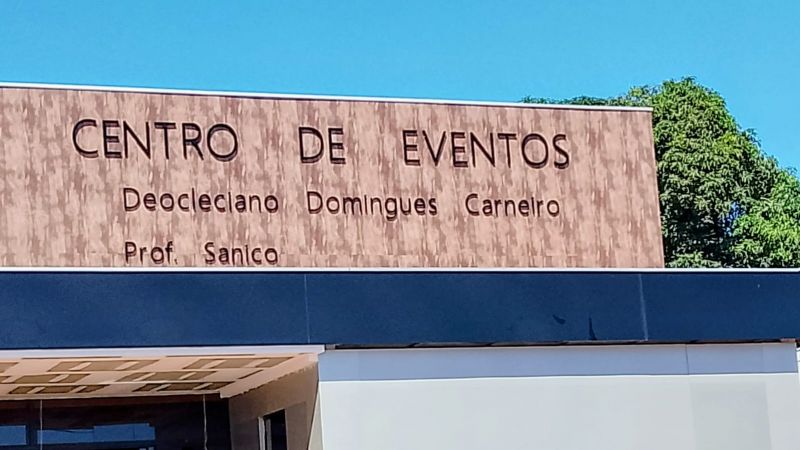 CENTRO DE EVENTOS
Deocleciano Domingues Carneiro
Prof. Sanico